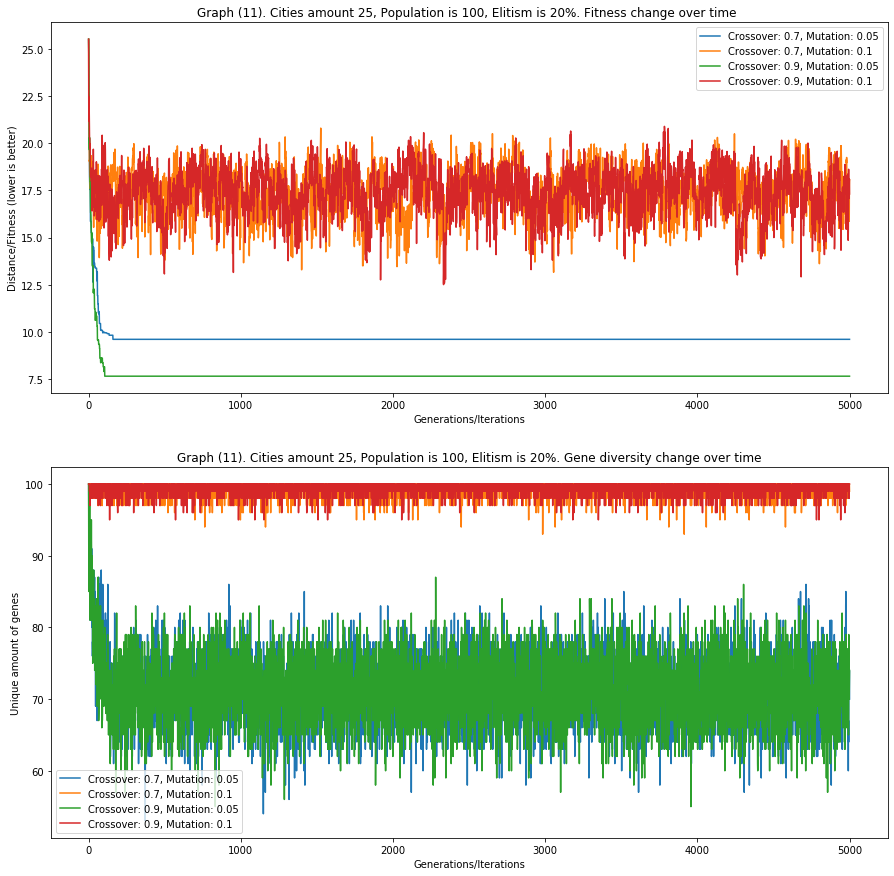 Graph (11). Cities amount 25, Population is 100, Elitism is 20%. Fitness change over time
25.0
22.5
20.0
17.5
15.0
12.5
10.0
7.5
Distance/Fitness (lower is better)
Crossover: 0.7, Mutation: 0.05
Crossover: 0.7, Mutation: 0.1
Crossover: 0.9, Mutation: 0.05
Crossover: 0.9, Mutation: 0.1
0 1000 2000 3000 4000 5000
Generations/Iterations
Graph (11). Cities amount 25, Population is 100, Elitism is 20%. Gene diversity change over time
100
90
80
70
60
Unique amount of genes
Crossover: 0.7, Mutation: 0.05
Crossover: 0.7, Mutation: 0.1
Crossover: 0.9, Mutation: 0.05
Crossover: 0.9, Mutation: 0.1
0 1000 2000 3000 4000 5000
Generations/Iterations